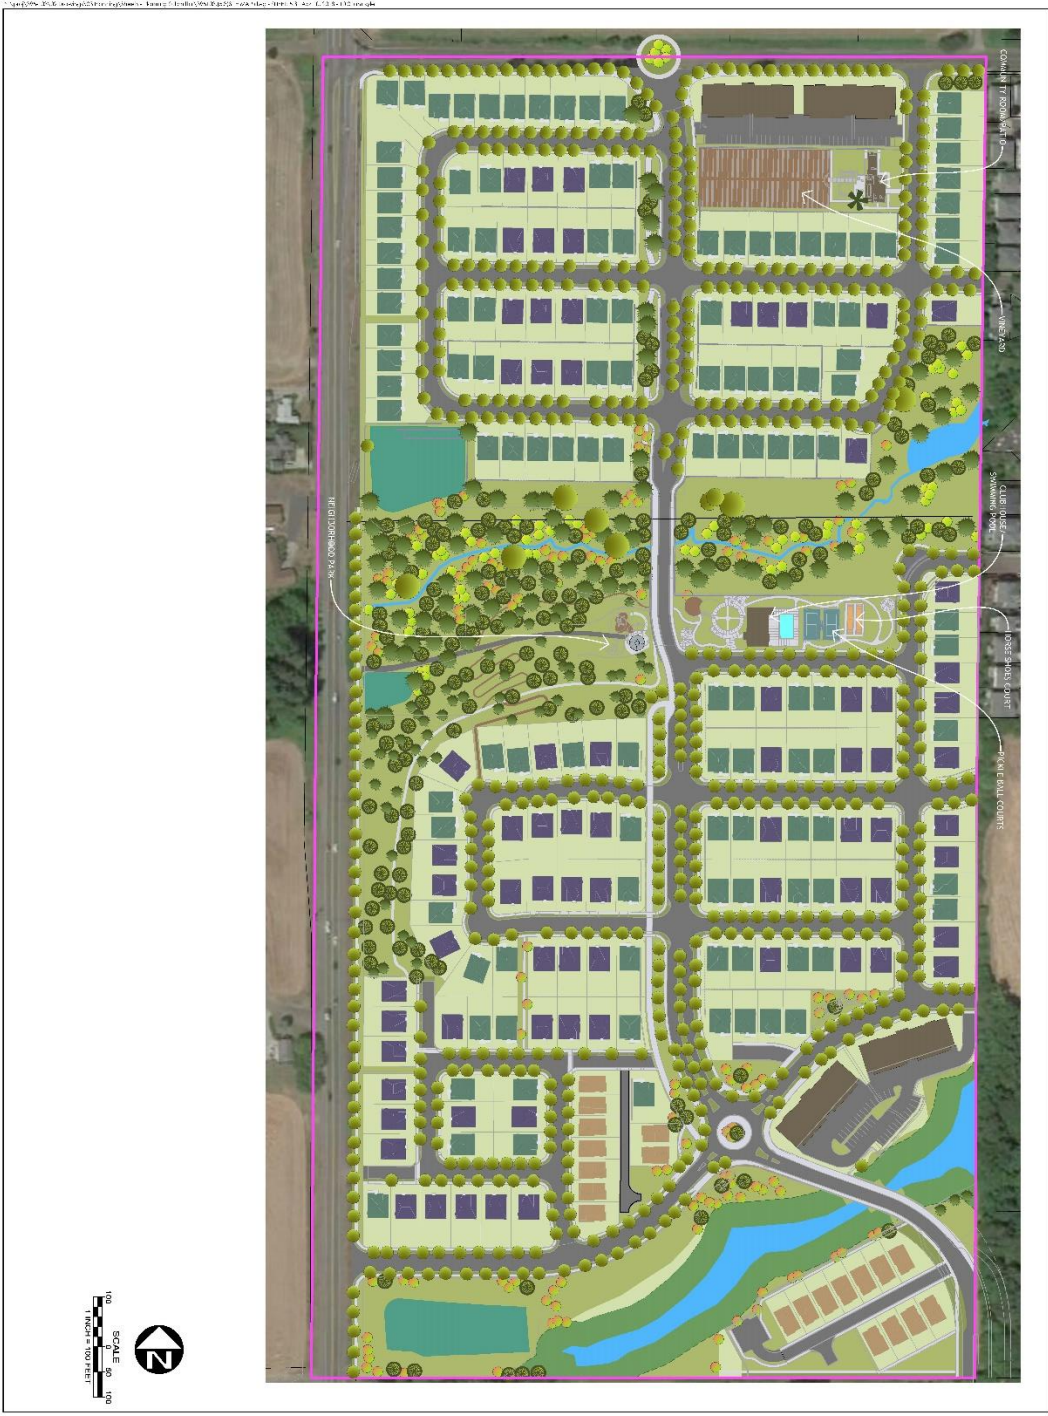 COMMUNITY ROOM/PATIO
VINEYARD
CLUB HOUSE/
SWIMMING POOL
HORSE SHOES COURT
PICKLE BALL COURTS
NEIGHBORHOOD PARK
N
SCALE
100 0 50 100
1 INCH = 100 FEET